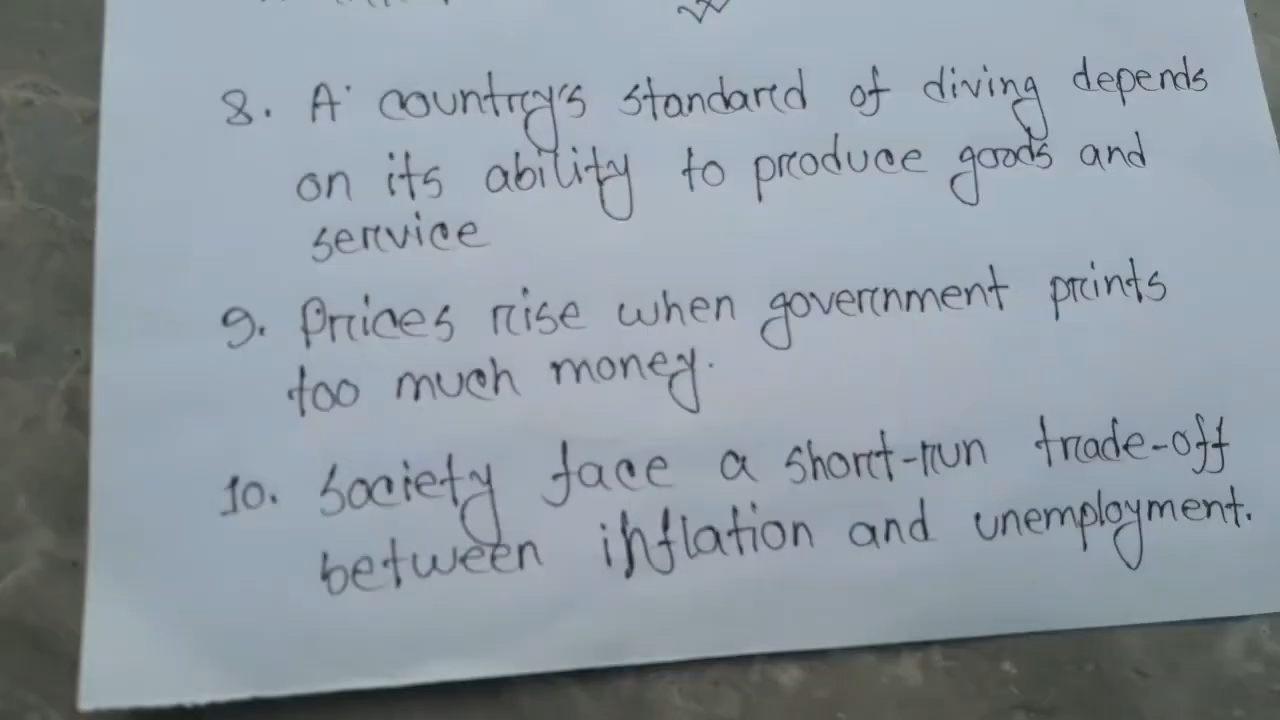 8. A country's standard of diving depends
on its ability to produce goods and
service
9. Prices rise when government prints
too much money.
10. Society face a short-run trade-off
between inflation and unemployment.